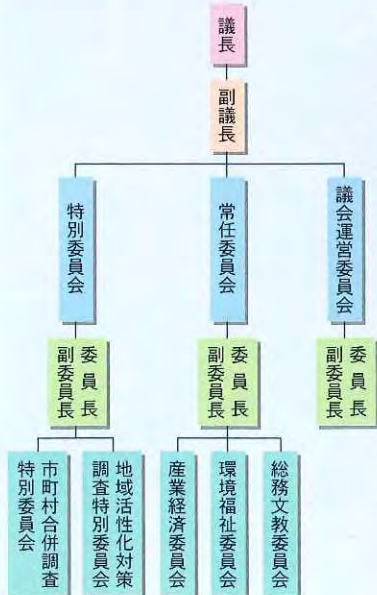 議長
副議長
議会運営委員会
常任委員会
特別委員会
委員長
副委員長
委員長
副委員長
委員長
副委員長
総務文教委員会
環境福祉委員会
産業経済委員会
地域活性化対策
調査特別委員会
市町村合併調査
特別委員会